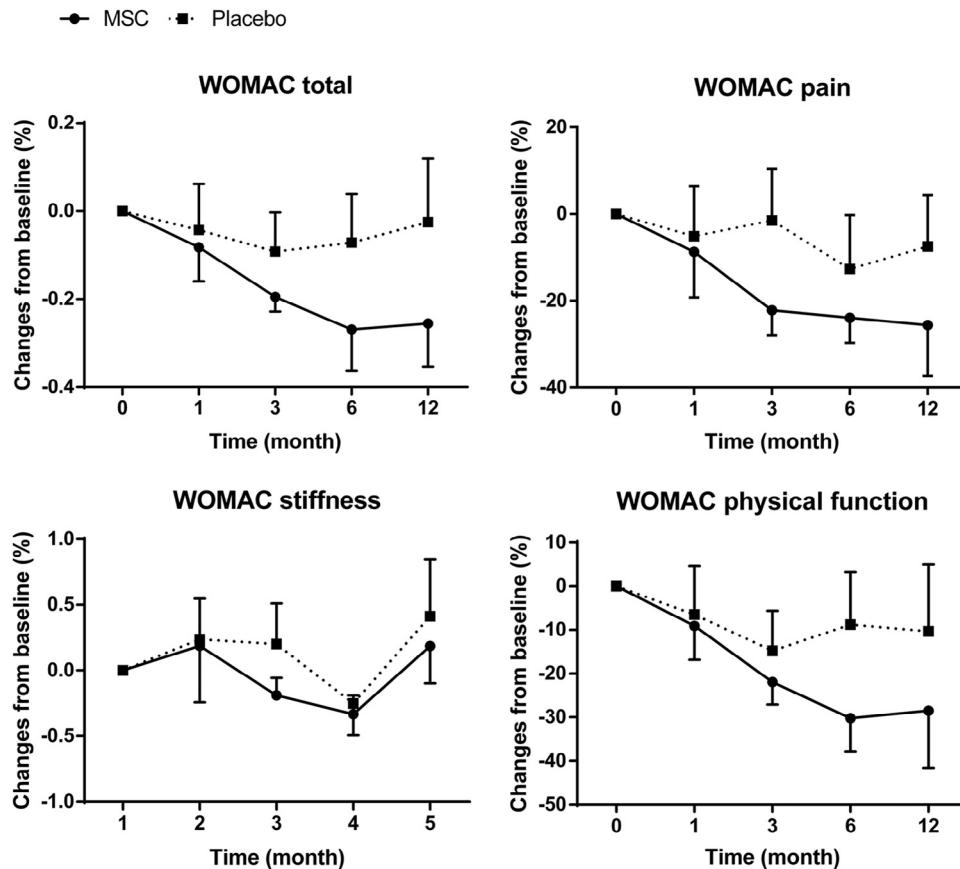 MSC Placebo
WOMAC total
Changes from baseline (%)
0.2
0.0
-0.2
-0.4
0 1 3 6 12
Time (month)
WOMAC pain
Changes from baseline (%)
20
0
-20
-40
0 1 3 6 12
Time (month)
WOMAC stiffness
Changes from baseline (%)
1.0
0.5
0.0
-0.5
-1.0
1 2 3 4 5
Time (month)
WOMAC physical function
Changes from baseline (%)
10
0
-10
-20
-30
-40
-50
0 1 3 6 12
Time (month)